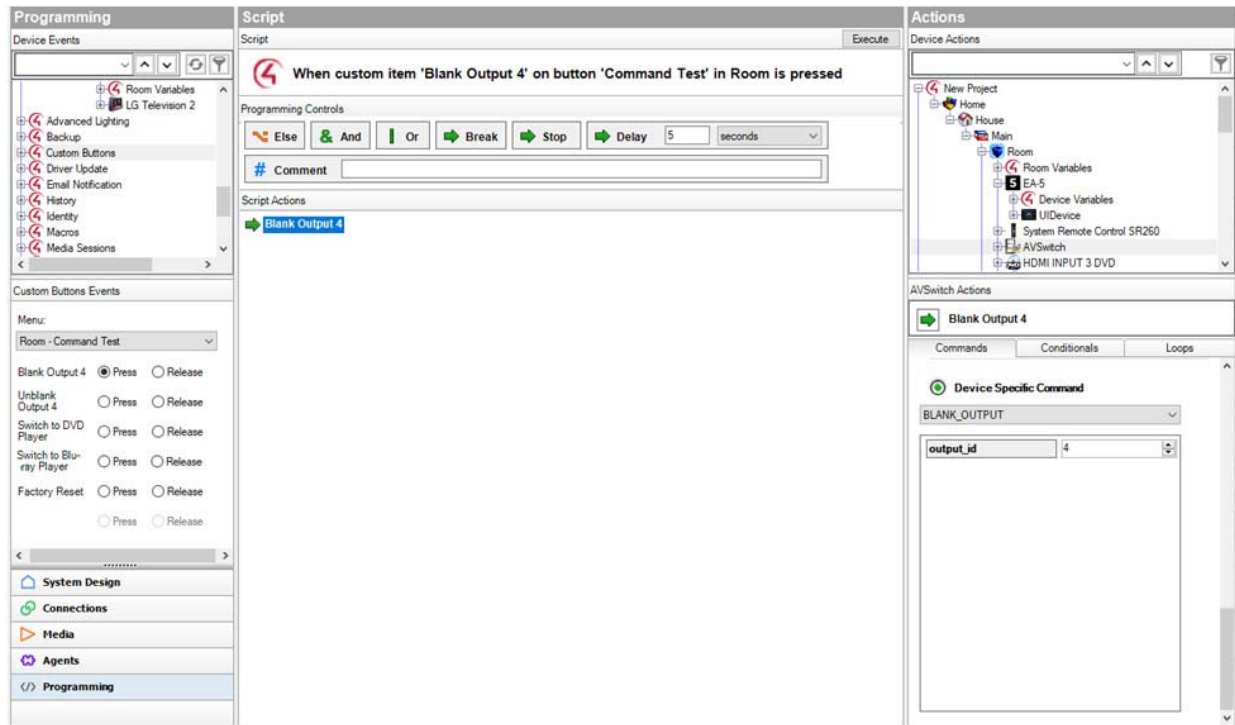 Programming
Device Events
Room Variables
LG Television 2
Advanced Lighting
Backup
Custom Buttons
Driver Update
Email Notification
History
Identity
Macros
Media Sessions
Custom Buttons Events
Menu:
Room - Command Test
Blank Output 4 Press Release
Unblank
Output 4 Press Release
Switch to DVD
Player Press Release
Switch to Blu-
ray Player Press Release
Factory Reset Press Release
Press Release
System Design
Connections
Media
Agents
</> Programming
Script
Script Execute
When custom item 'Blank Output 4' on button 'Command Test' in Room is pressed
Programming Controls
Else & And Or Break Stop Delay 5 seconds
# Comment
Script Actions
Blank Output 4
Actions
Device Actions
New Project
Home
House
Main
Room
Room Variables
EA-5
Device Variables
UIDevice
System Remote Control SR260
AVSwitch
HDMI INPUT 3 DVD
AVSwitch Actions
Blank Output 4
Commands Conditionals Loops
Device Specific Command
BLANK_OUTPUT
output_id 4